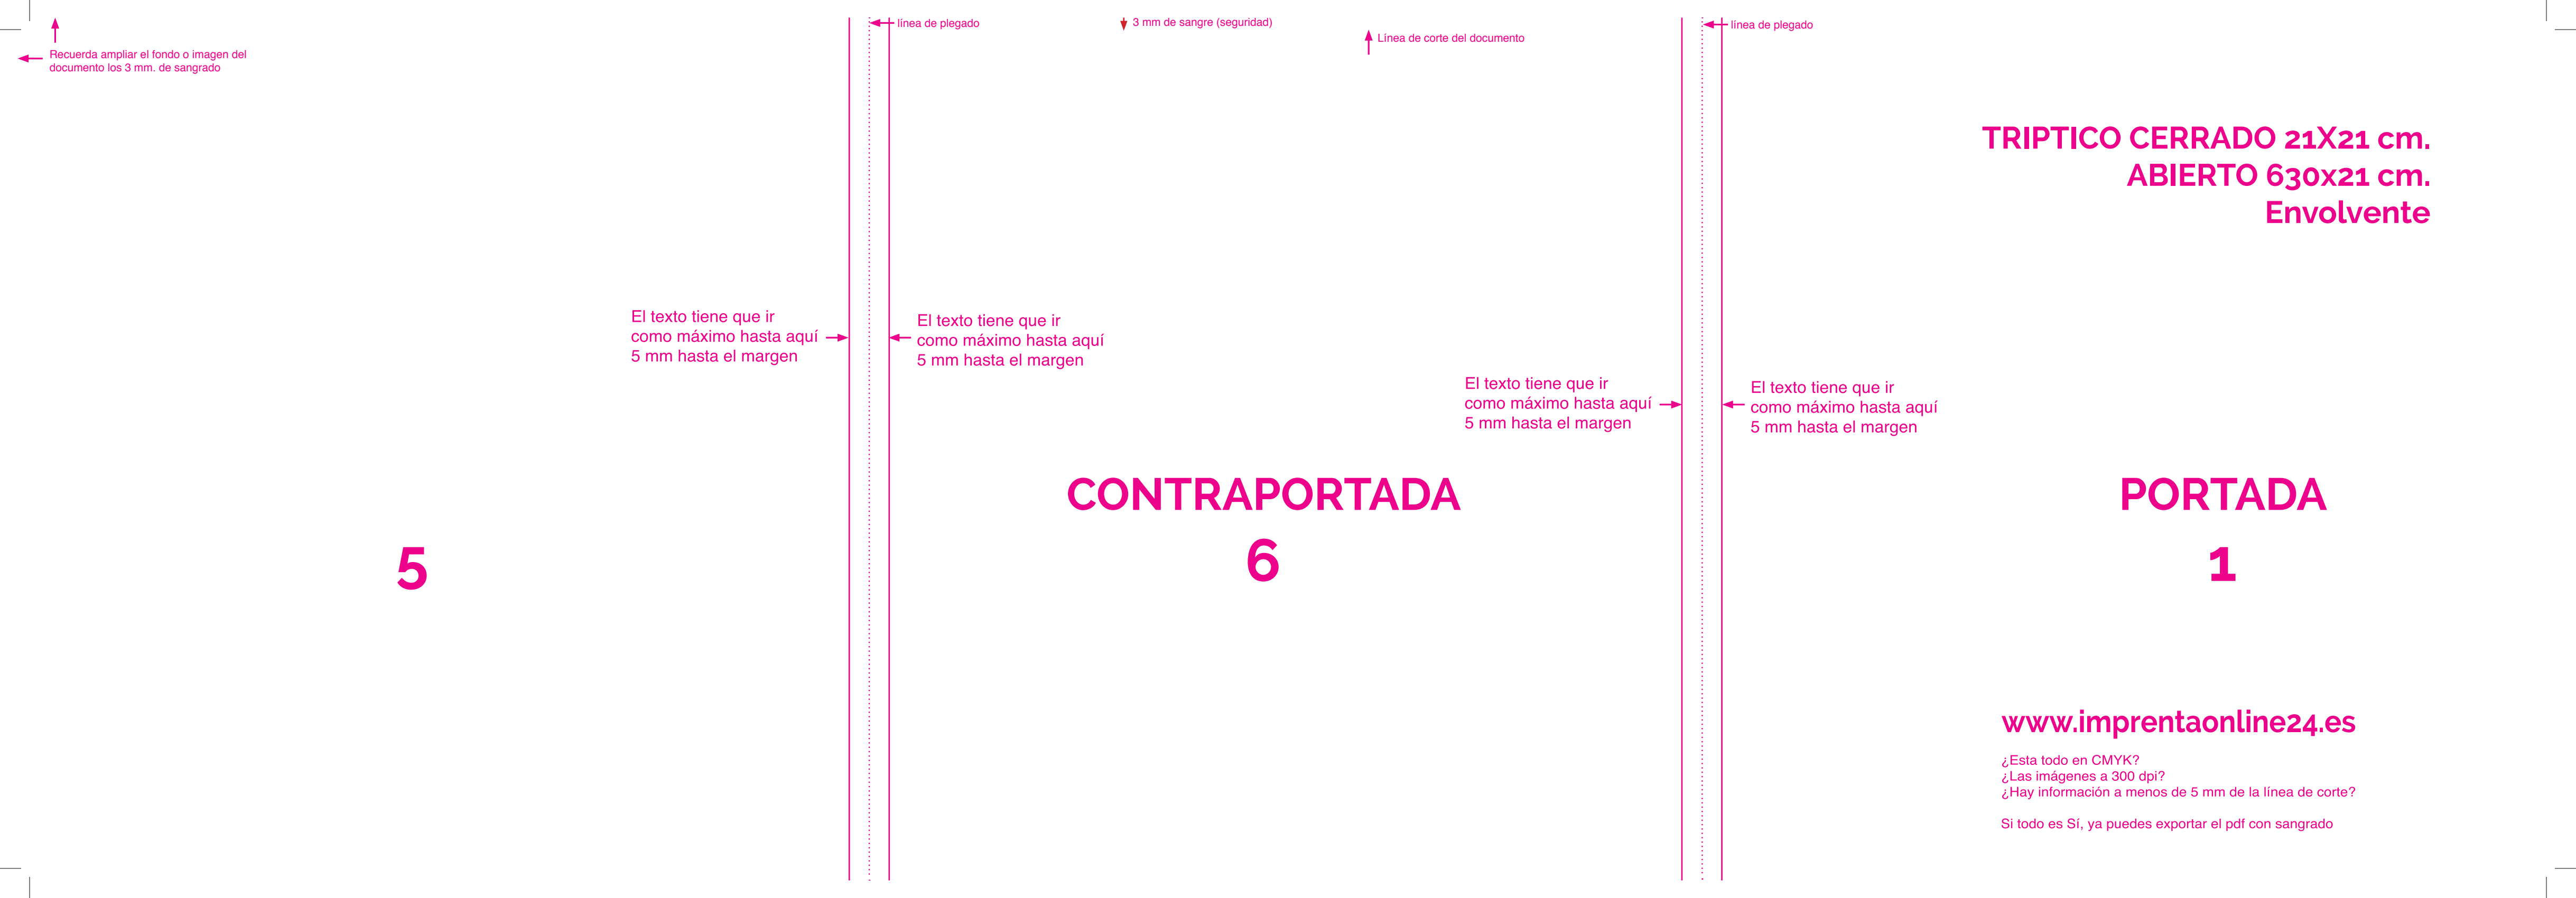 Recuerda ampliar el fondo o imagen del
documento los 3 mm. de sangrado
línea de plegado
3 mm de sangre (seguridad)
Línea de corte del documento
línea de plegado
TRIPTICO CERRADO 21X21 cm.
ABIERTO 630x21 cm.
Envolvente
El texto tiene que ir
como máximo hasta aquí
5 mm hasta el margen
El texto tiene que ir
como máximo hasta aquí
5 mm hasta el margen
El texto tiene que ir
como máximo hasta aquí
5 mm hasta el margen
El texto tiene que ir
como máximo hasta aquí
5 mm hasta el margen
5
CONTRAPORTADA
6
PORTADA
1
www.imprentaonline24.es
¿Esta todo en CMYK?
¿Las imágenes a 300 dpi?
¿Hay información a menos de 5 mm de la línea de corte?
Si todo es Sí, ya puedes exportar el pdf con sangrado